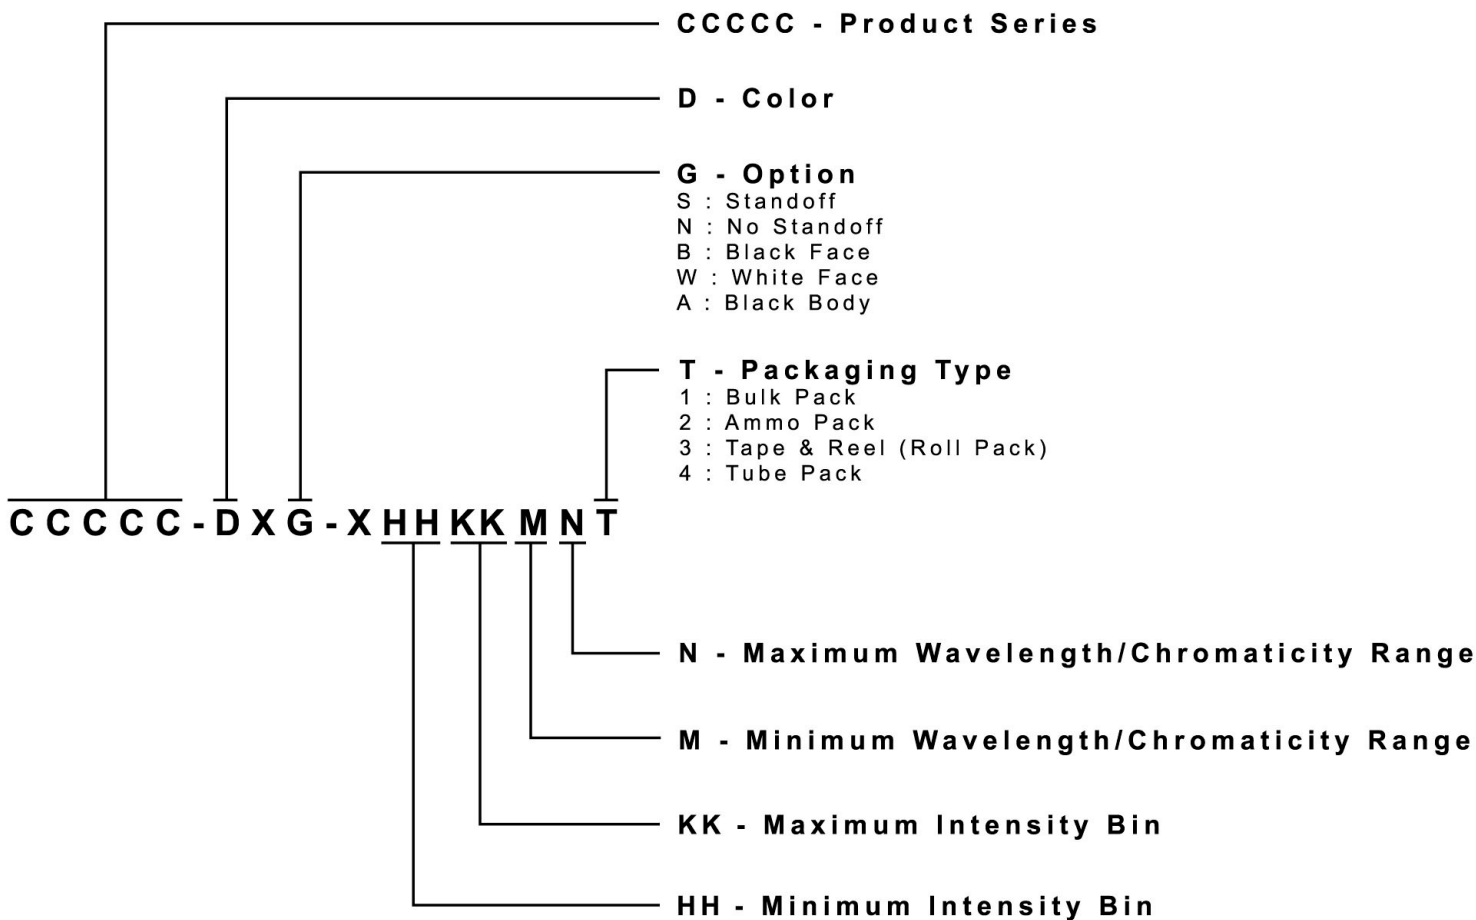 CCCCC - Product Series
D - Color
G - Option
S : Standoff
N : No Standoff
B : Black Face
W : White Face
A : Black Body
T - Packaging Type
1 : Bulk Pack
2 : Ammo Pack
3 : Tape & Reel (Roll Pack)
4 : Tube Pack
CCCCC-DXG-XHHKKMNT
N - Maximum Wavelength/Chromaticity Range
M - Minimum Wavelength/Chromaticity Range
KK - Maximum Intensity Bin
HH - Minimum Intensity Bin